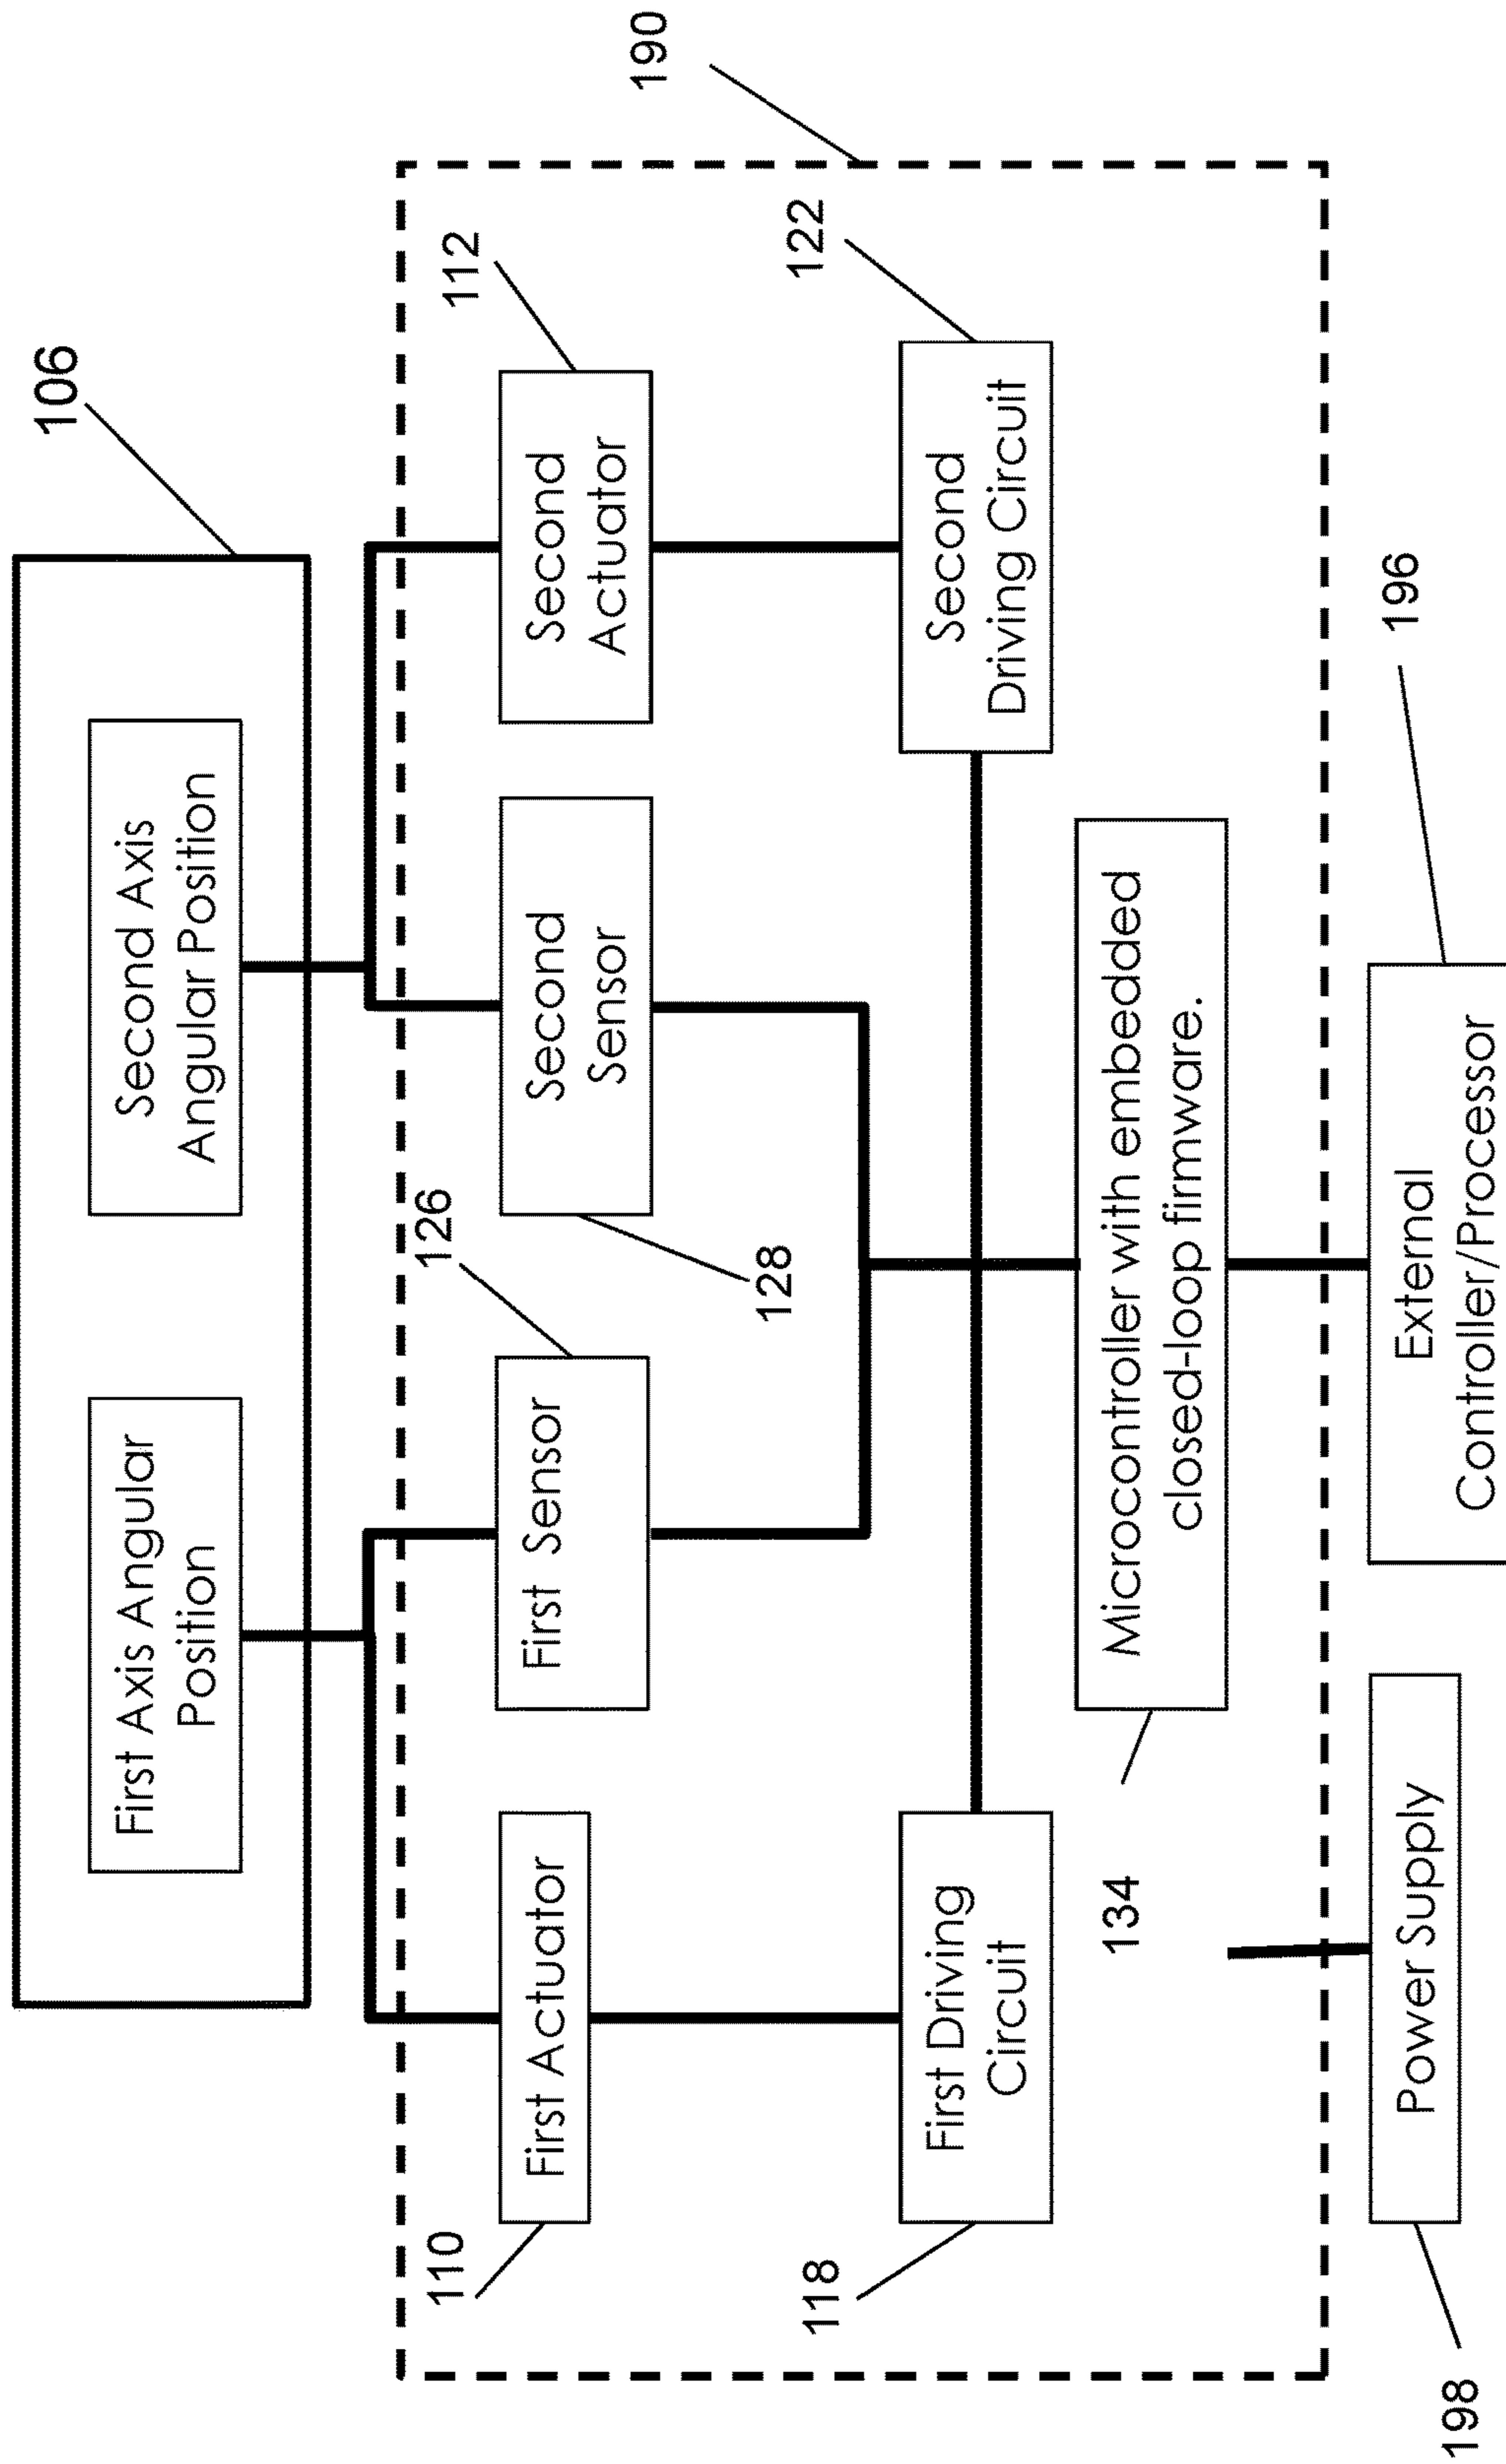 106
First Axis Angular
Position
Second Axis
Angular Position
190
110
First Actuator
126
First Sensor
Second
Sensor
128
112
Second
Actuator
118
First Driving
Circuit
122
Second
Driving Circuit
134
Microcontroller with embedded
closed-loop firmware.
198
Power Supply
196
External
Controller/Processor